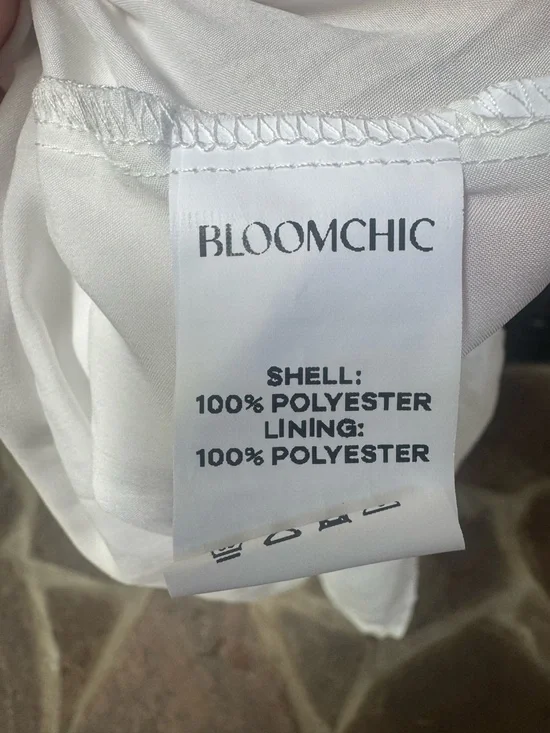 BLOOMCHIC
SHELL:
100% POLYESTER
LINING:
100% POLYESTER